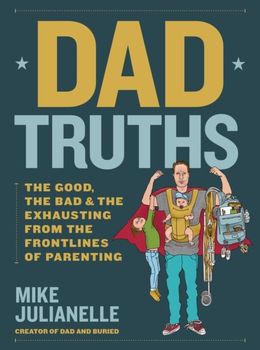 DAD
TRUTHS
THE GOOD,
THE BAD & THE
EXHAUSTING
FROM THE
FRONTLINES
OF PARENTING
MIKE
JULIANELLE
CREATOR OF DAD AND BURIED